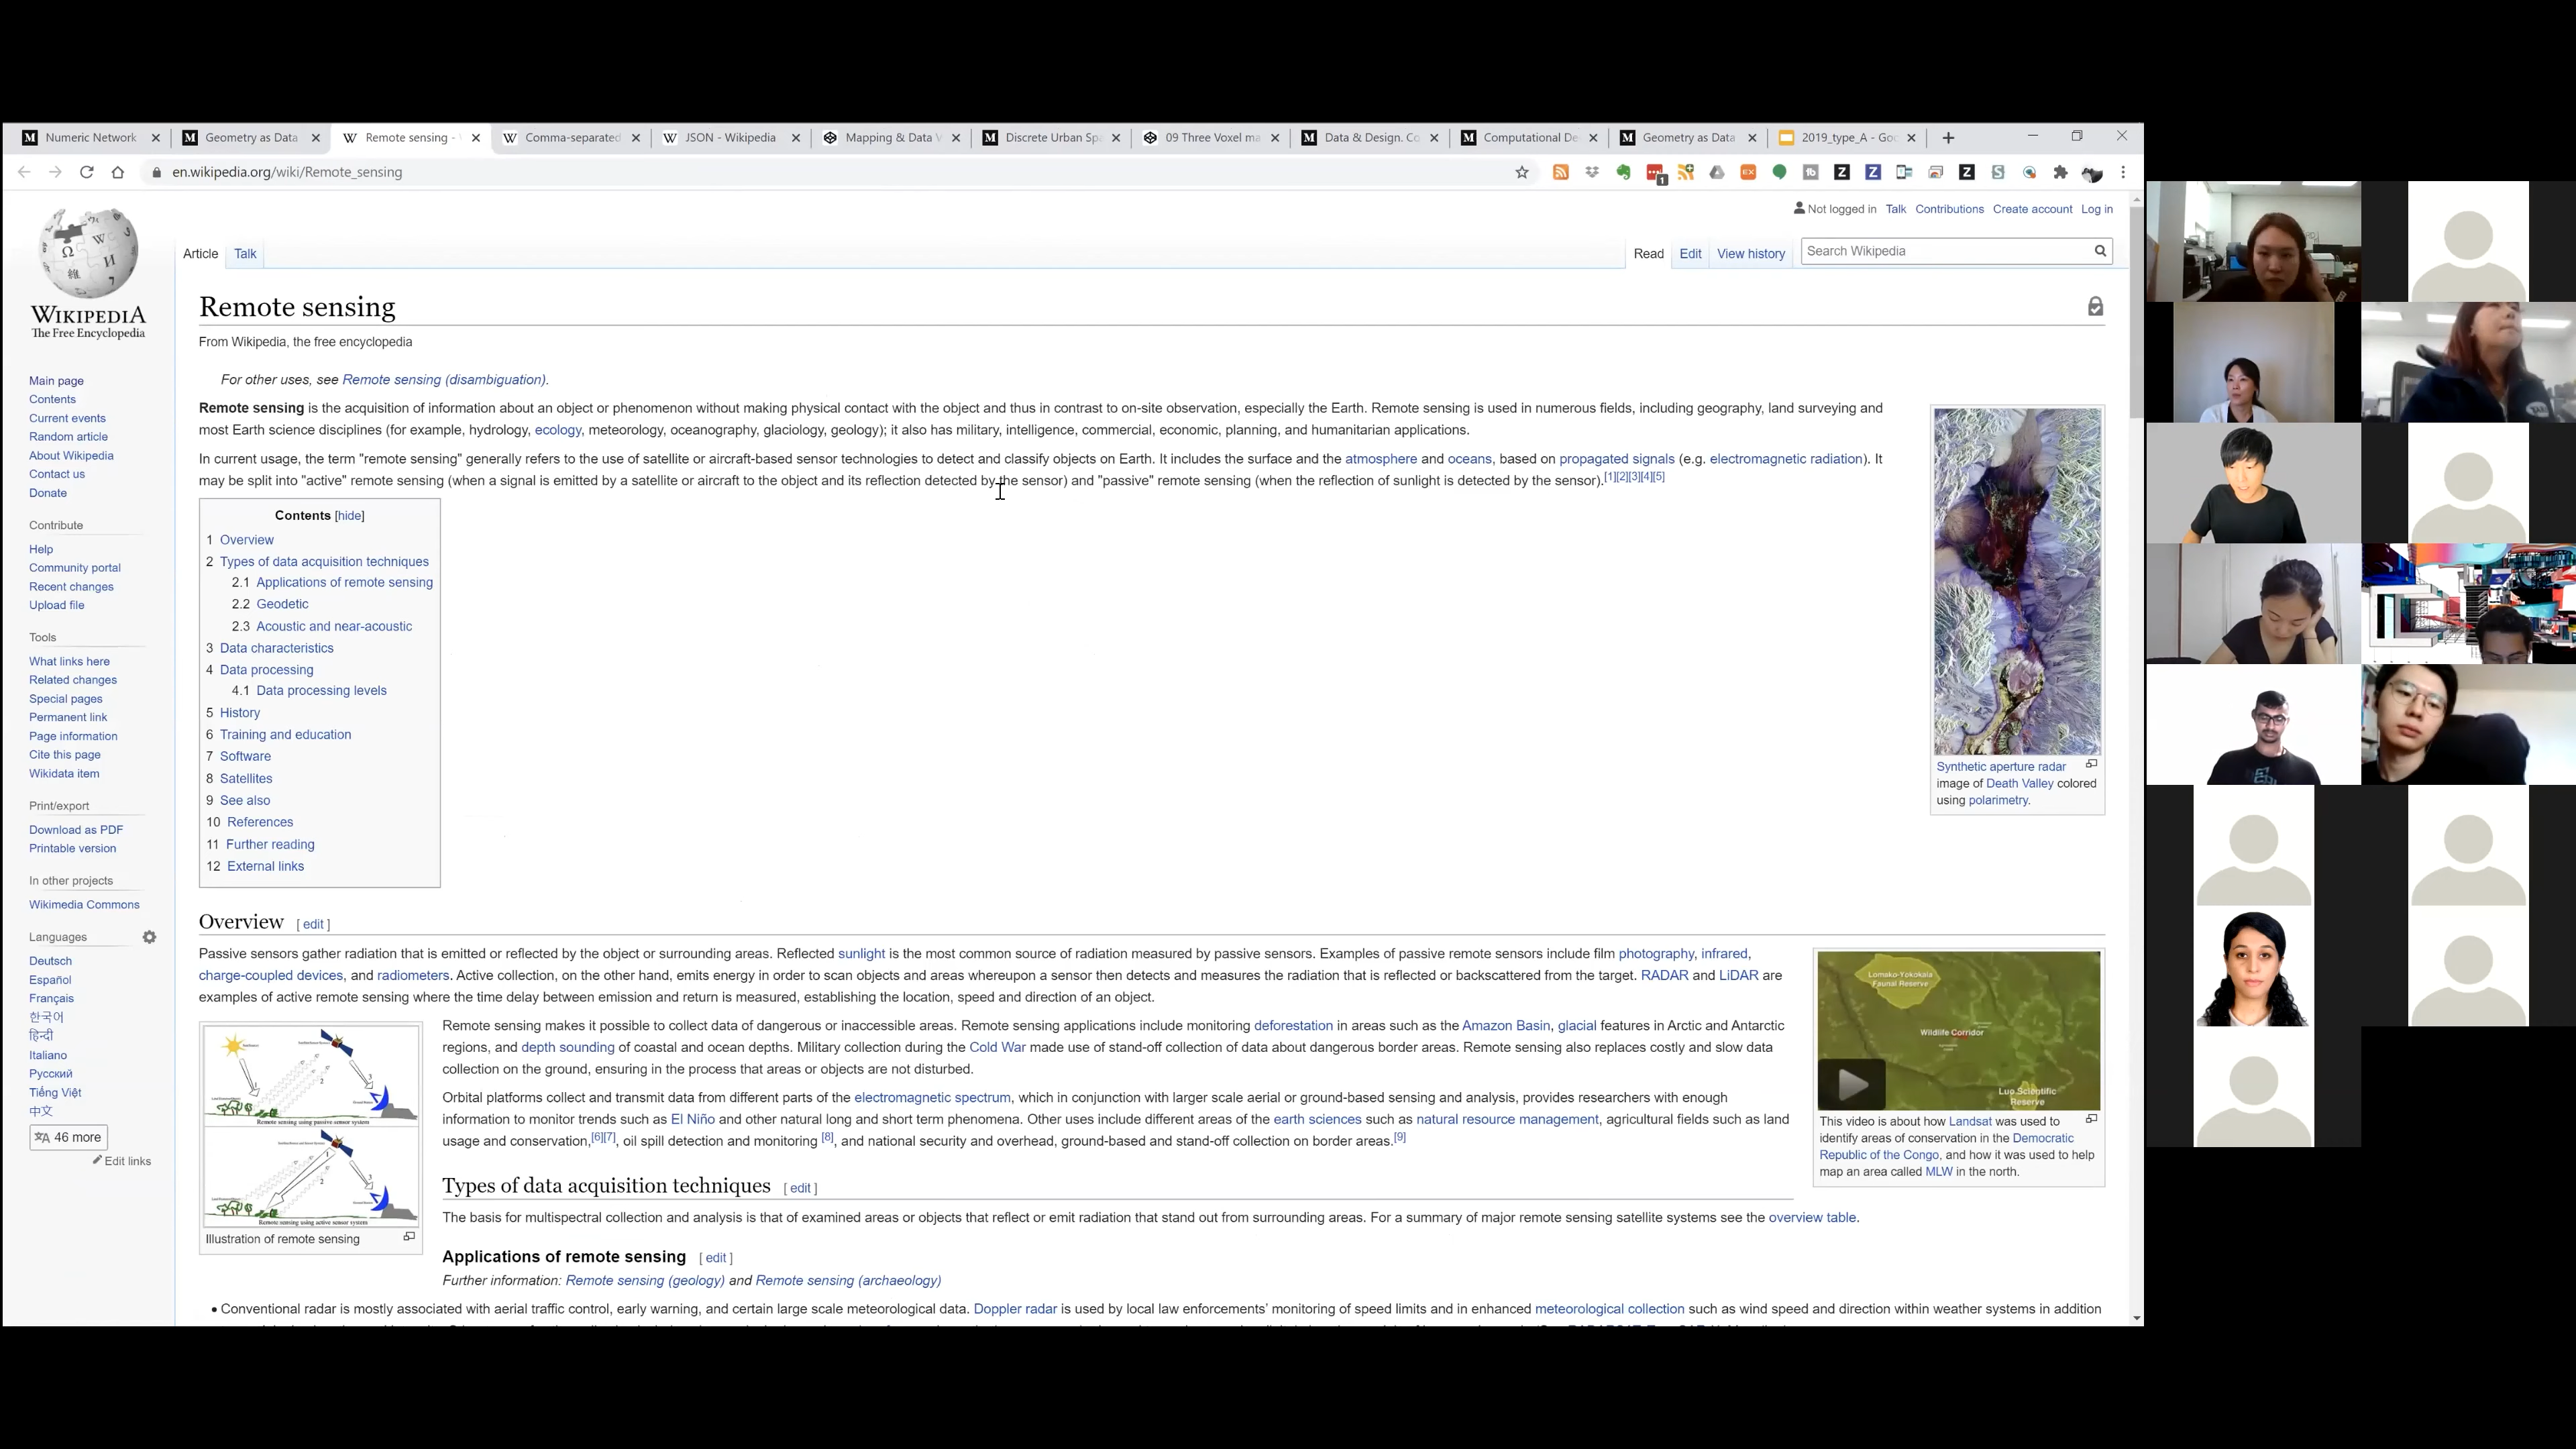 Numeric Network
Geometry as Data
Remote sensing -
Comma-separated
JSON - Wikipedia
Mapping & Data V
Discrete Urban Spa
09 Three Voxel ma
Data & Design. Co
Computational De
Geometry as Data
2019_type_A - Goo
en.wikipedia.org/wiki/Remote_sensing
Not logged in Talk Contributions Create account Log in
Article Talk
Read Edit View history Search Wikipedia
WIKIPEDIA
The Free Encyclopedia
Main page
Contents
Current events
Random article
About Wikipedia
Contact us
Donate
Contribute
Help
Community portal
Recent changes
Upload file
Tools
What links here
Related changes
Special pages
Permanent link
Page information
Cite this page
Wikidata item
Print/export
Download as PDF
Printable version
In other projects
Wikimedia Commons
Languages
Deutsch
Español
Français
한국어
हिन्दी
Italiano
Русский
Tiếng Việt
中文
46 more
Edit links
Remote sensing
From Wikipedia, the free encyclopedia
For other uses, see Remote sensing (disambiguation).
Remote sensing is the acquisition of information about an object or phenomenon without making physical contact with the object and thus in contrast to on-site observation, especially the Earth. Remote sensing is used in numerous fields, including geography, land surveying and
most Earth science disciplines (for example, hydrology, ecology, meteorology, oceanography, glaciology, geology); it also has military, intelligence, commercial, economic, planning, and humanitarian applications.
In current usage, the term "remote sensing" generally refers to the use of satellite or aircraft-based sensor technologies to detect and classify objects on Earth. It includes the surface and the atmosphere and oceans, based on propagated signals (e.g. electromagnetic radiation). It
may be split into "active" remote sensing (when a signal is emitted by a satellite or aircraft to the object and its reflection detected by the sensor) and "passive" remote sensing (when the reflection of sunlight is detected by the sensor).[1][2][3][4][5]
Contents [hide]
1 Overview
2 Types of data acquisition techniques
2.1 Applications of remote sensing
2.2 Geodetic
2.3 Acoustic and near-acoustic
3 Data characteristics
4 Data processing
4.1 Data processing levels
5 History
6 Training and education
7 Software
8 Satellites
9 See also
10 References
11 Further reading
12 External links
Synthetic aperture radar
image of Death Valley colored
using polarimetry.
Overview [ edit ]
Passive sensors gather radiation that is emitted or reflected by the object or surrounding areas. Reflected sunlight is the most common source of radiation measured by passive sensors. Examples of passive remote sensors include film photography, infrared,
charge-coupled devices, and radiometers. Active collection, on the other hand, emits energy in order to scan objects and areas whereupon a sensor then detects and measures the radiation that is reflected or backscattered from the target. RADAR and LiDAR are
examples of active remote sensing where the time delay between emission and return is measured, establishing the location, speed and direction of an object.
Remote sensing makes it possible to collect data of dangerous or inaccessible areas. Remote sensing applications include monitoring deforestation in areas such as the Amazon Basin, glacial features in Arctic and Antarctic
regions, and depth sounding of coastal and ocean depths. Military collection during the Cold War made use of stand-off collection of data about dangerous border areas. Remote sensing also replaces costly and slow data
collection on the ground, ensuring in the process that areas or objects are not disturbed.
Orbital platforms collect and transmit data from different parts of the electromagnetic spectrum, which in conjunction with larger scale aerial or ground-based sensing and analysis, provides researchers with enough
information to monitor trends such as El Niño and other natural long and short term phenomena. Other uses include different areas of the earth sciences such as natural resource management, agricultural fields such as land
usage and conservation,[6][7], oil spill detection and monitoring [8], and national security and overhead, ground-based and stand-off collection on border areas.[9]
Remote sensing using passive sensor system
Remote sensing using active sensor system
Illustration of remote sensing
Lomako-Yokokala
Faunal Reserve
Wildlife Corridor
Luo Scientific
Reserve
This video is about how Landsat was used to
identify areas of conservation in the Democratic
Republic of the Congo, and how it was used to help
map an area called MLW in the north.
Types of data acquisition techniques [ edit ]
The basis for multispectral collection and analysis is that of examined areas or objects that reflect or emit radiation that stand out from surrounding areas. For a summary of major remote sensing satellite systems see the overview table.
Applications of remote sensing [ edit ]
Further information: Remote sensing (geology) and Remote sensing (archaeology)
• Conventional radar is mostly associated with aerial traffic control, early warning, and certain large scale meteorological data. Doppler radar is used by local law enforcements' monitoring of speed limits and in enhanced meteorological collection such as wind speed and direction within weather systems in addition